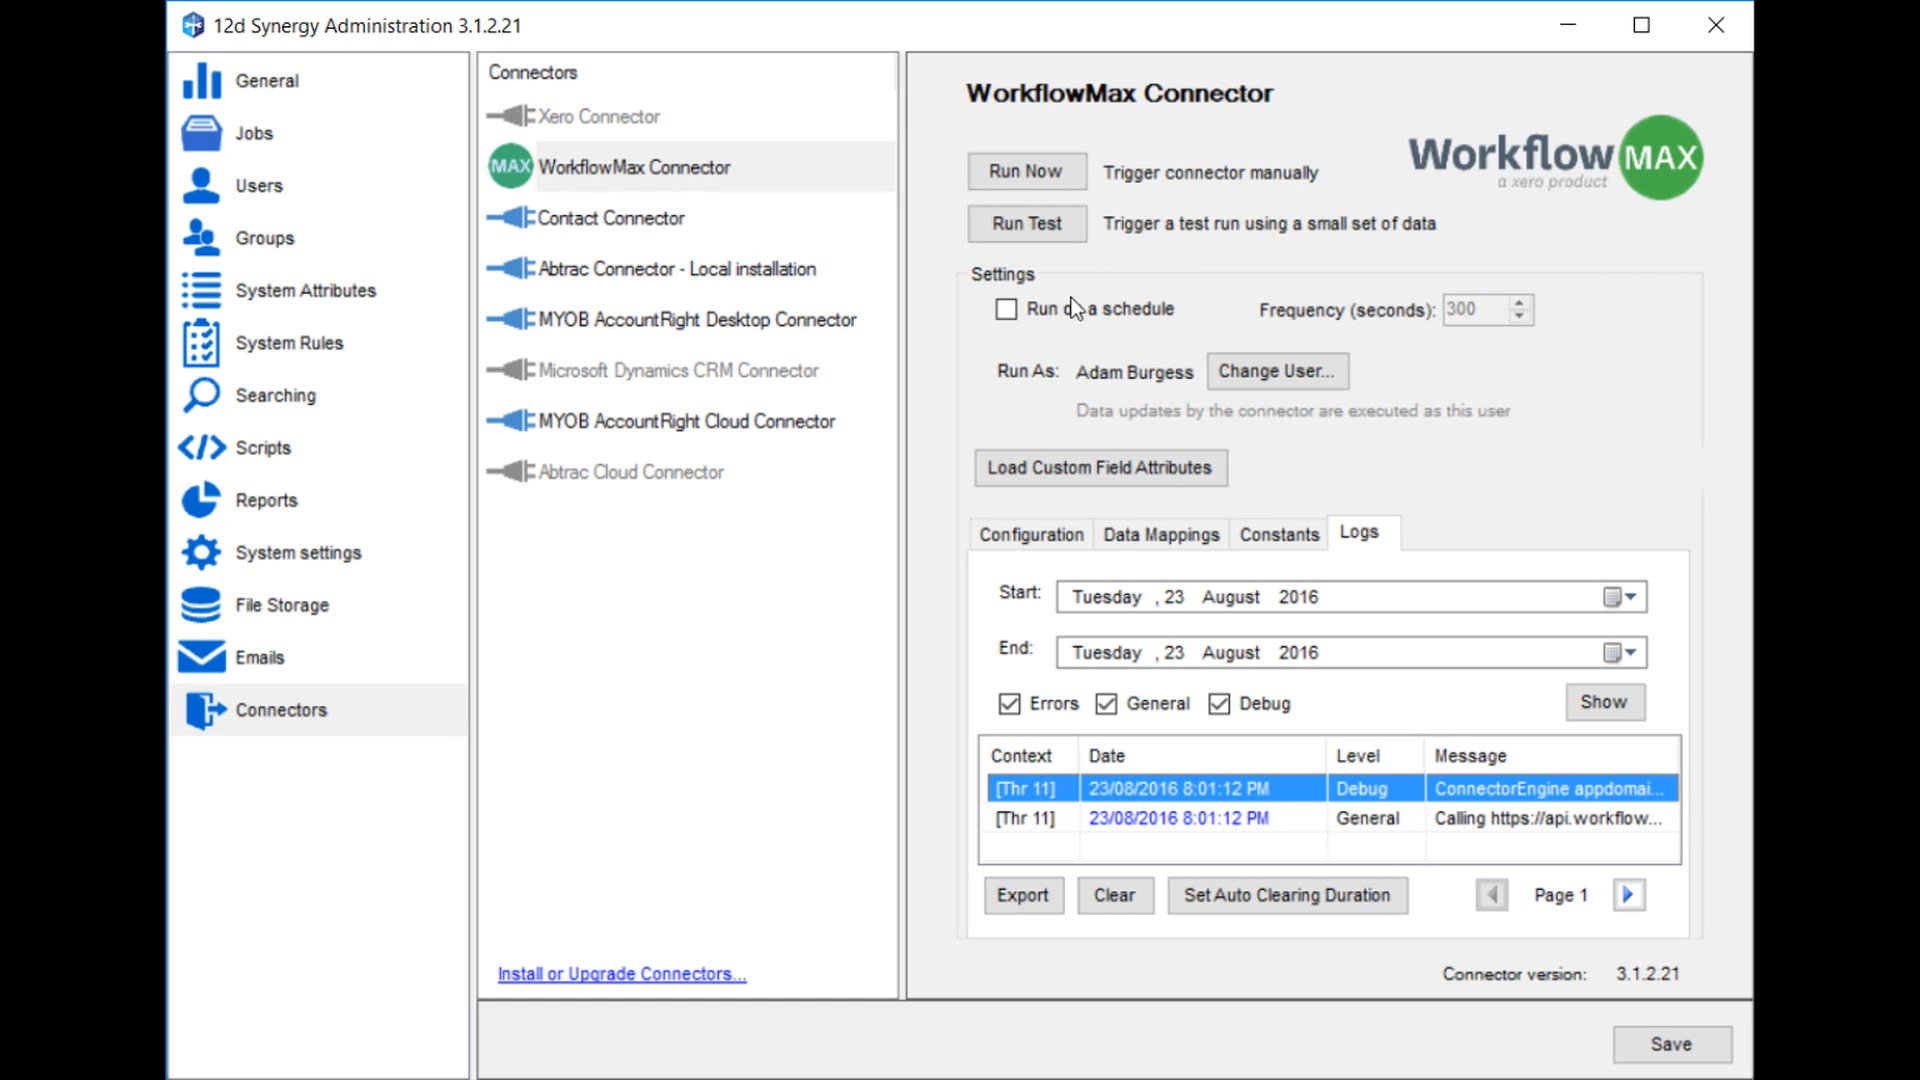 12d Synergy Administration 3.1.2.21
General
Jobs
Users
Groups
System Attributes
System Rules
Searching
Scripts
Reports
System settings
File Storage
Emails
Connectors
Connectors
Xero Connector
MAX WorkflowMax Connector
Contact Connector
Abtrac Connector - Local installation
MYOB AccountRight Desktop Connector
Microsoft Dynamics CRM Connector
MYOB AccountRight Cloud Connector
Abtrac Cloud Connector
Install or Upgrade Connectors...
WorkflowMax Connector
Workflow MAX
a xero product
Run Now Trigger connector manually
Run Test Trigger a test run using a small set of data
Settings
Run a schedule Frequency (seconds): 300
Run As: Adam Burgess Change User...
Data updates by the connector are executed as this user
Load Custom Field Attributes
Configuration Data Mappings Constants Logs
Start: Tuesday , 23 August 2016
End: Tuesday , 23 August 2016
Errors General Debug Show
Context Date Level Message
[Thr 11] 23/08/2016 8:01:12 PM Debug ConnectorEngine appdomai...
[Thr 11] 23/08/2016 8:01:12 PM General Calling https://api.workflow...
Export Clear Set Auto Clearing Duration Page 1
Connector version: 3.1.2.21
Save